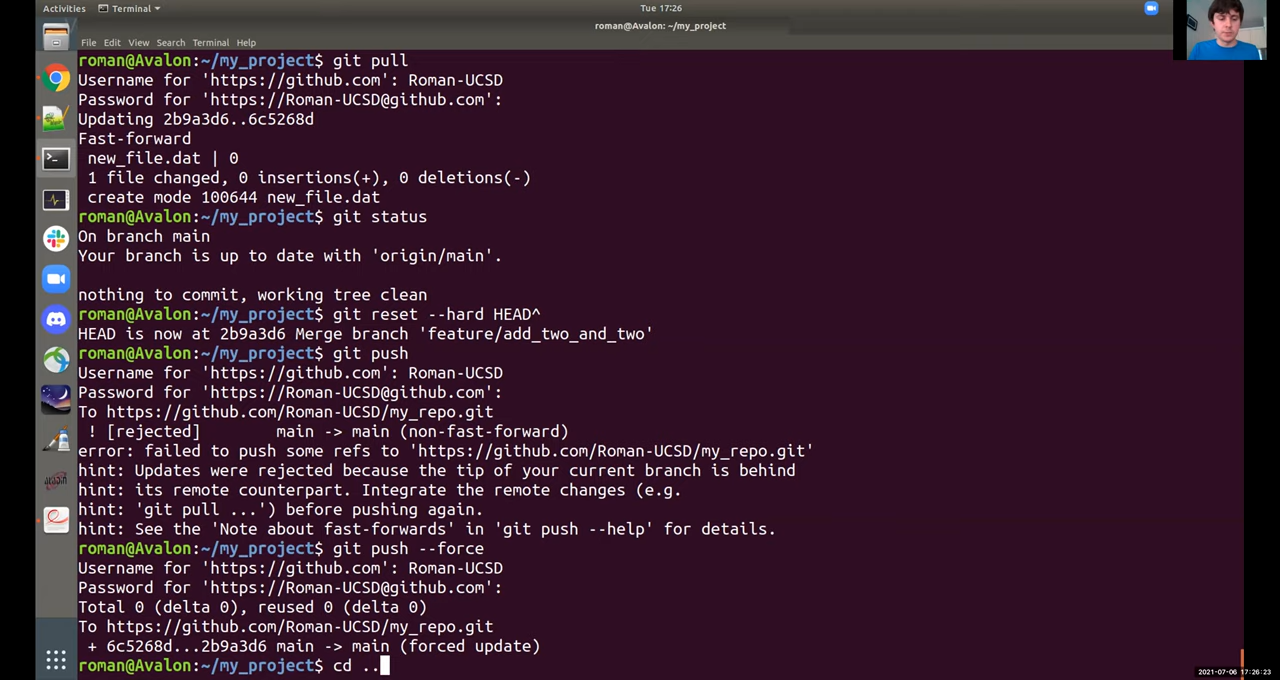 Activities Terminal Tue 17:26
roman@Avalon: ~/my_project
File Edit View Search Terminal Help
roman@Avalon:~/my_project$ git pull
Username for 'https://github.com': Roman-UCSD
Password for 'https://Roman-UCSD@github.com':
Updating 2b9a3d6..6c5268d
Fast-forward
 new_file.dat | 0
 1 file changed, 0 insertions(+), 0 deletions(-)
 create mode 100644 new_file.dat
roman@Avalon:~/my_project$ git status
On branch main
Your branch is up to date with 'origin/main'.
nothing to commit, working tree clean
roman@Avalon:~/my_project$ git reset --hard HEAD^
HEAD is now at 2b9a3d6 Merge branch 'feature/add_two_and_two'
roman@Avalon:~/my_project$ git push
Username for 'https://github.com': Roman-UCSD
Password for 'https://Roman-UCSD@github.com':
To https://github.com/Roman-UCSD/my_repo.git
 ! [rejected]        main -> main (non-fast-forward)
error: failed to push some refs to 'https://github.com/Roman-UCSD/my_repo.git'
hint: Updates were rejected because the tip of your current branch is behind
hint: its remote counterpart. Integrate the remote changes (e.g.
hint: 'git pull ...') before pushing again.
hint: See the 'Note about fast-forwards' in 'git push --help' for details.
roman@Avalon:~/my_project$ git push --force
Username for 'https://github.com': Roman-UCSD
Password for 'https://Roman-UCSD@github.com':
Total 0 (delta 0), reused 0 (delta 0)
To https://github.com/Roman-UCSD/my_repo.git
 + 6c5268d...2b9a3d6 main -> main (forced update)
roman@Avalon:~/my_project$ cd ..
2021-07-06 17:26:23